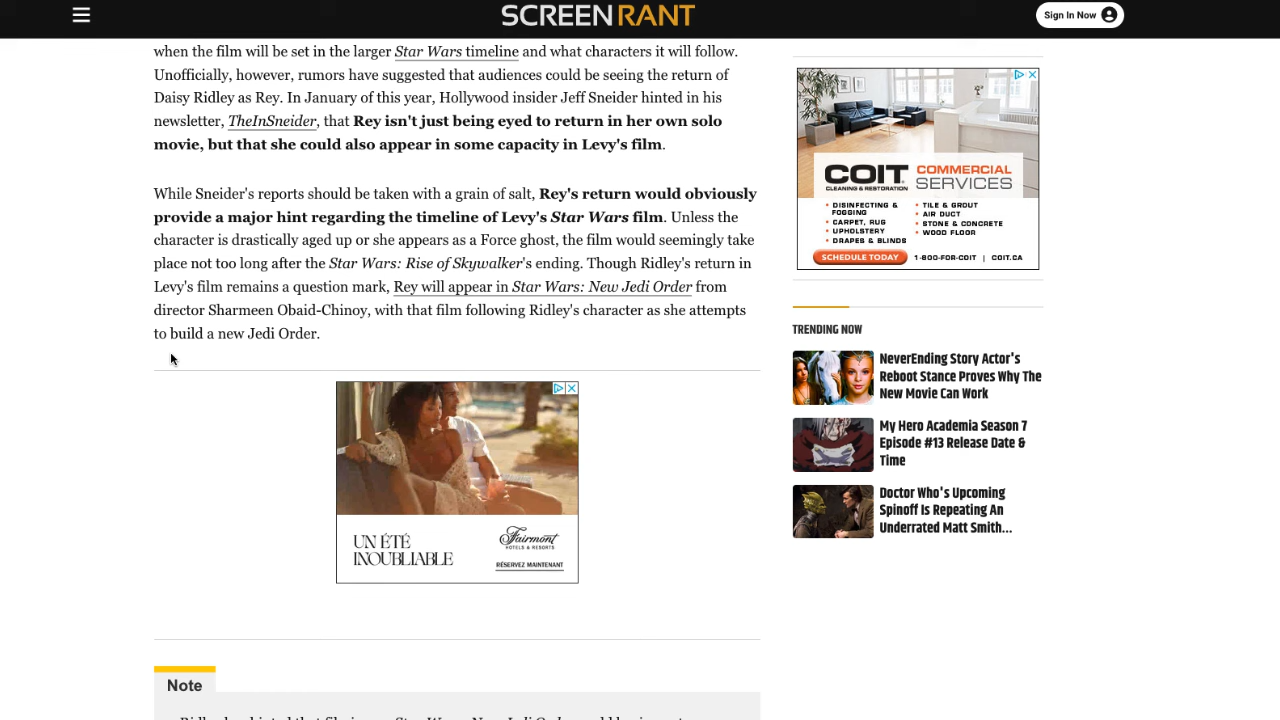 SCREENRANT
Sign In Now
when the film will be set in the larger Star Wars timeline and what characters it will follow.
Unofficially, however, rumors have suggested that audiences could be seeing the return of
Daisy Ridley as Rey. In January of this year, Hollywood insider Jeff Sneider hinted in his
newsletter, TheInSneider, that Rey isn't just being eyed to return in her own solo
movie, but that she could also appear in some capacity in Levy's film.
While Sneider's reports should be taken with a grain of salt, Rey's return would obviously
provide a major hint regarding the timeline of Levy's Star Wars film. Unless the
character is drastically aged up or she appears as a Force ghost, the film would seemingly take
place not too long after the Star Wars: Rise of Skywalker's ending. Though Ridley's return in
Levy's film remains a question mark, Rey will appear in Star Wars: New Jedi Order from
director Sharmeen Obaid-Chinoy, with that film following Ridley's character as she attempts
to build a new Jedi Order.
UN ÉTÉ
INOUBLIABLE
Fairmont
HOTELS & RESORTS
RÉSERVEZ MAINTENANT
Note
COIT
CLEANING & RESTORATION
COMMERCIAL
SERVICES
• DISINFECTING &
FOGGING
• CARPET, RUG
• UPHOLSTERY
• DRAPES & BLINDS
• TILE & GROUT
• AIR DUCT
• STONE & CONCRETE
• WOOD FLOOR
SCHEDULE TODAY
1-800-FOR-COIT | COIT.CA
TRENDING NOW
NeverEnding Story Actor's
Reboot Stance Proves Why The
New Movie Can Work
My Hero Academia Season 7
Episode #13 Release Date &
Time
Doctor Who's Upcoming
Spinoff Is Repeating An
Underrated Matt Smith...